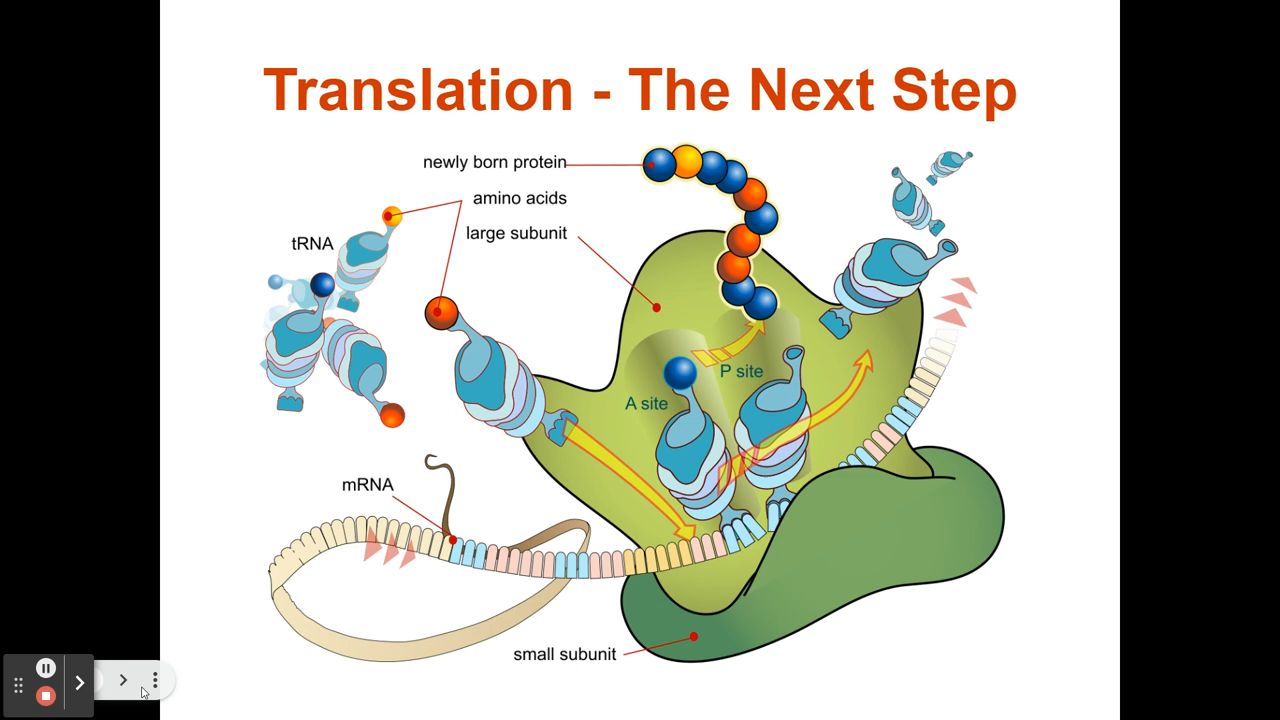 Translation - The Next Step
newly born protein
amino acids
large subunit
tRNA
P site
A site
mRNA
small subunit